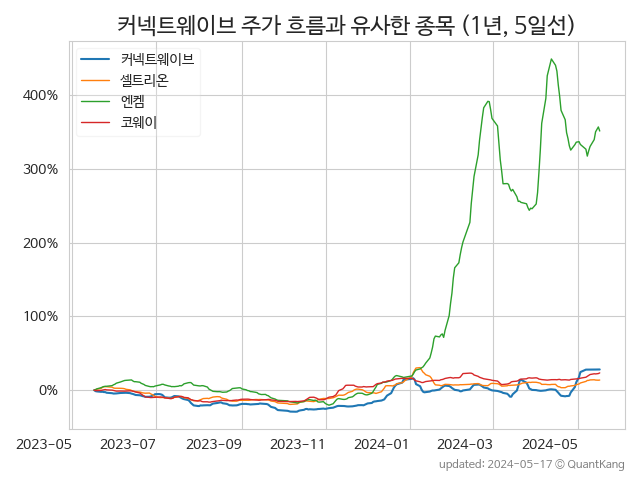 커넥트웨이브 주가 흐름과 유사한 종목 (1년, 5일선)
커넥트웨이브
셀트리온
엔켐
코웨이
400%
300%
200%
100%
0%
2023-05 2023-07 2023-09 2023-11 2024-01 2024-03 2024-05
updated: 2024-05-17 © QuantKang